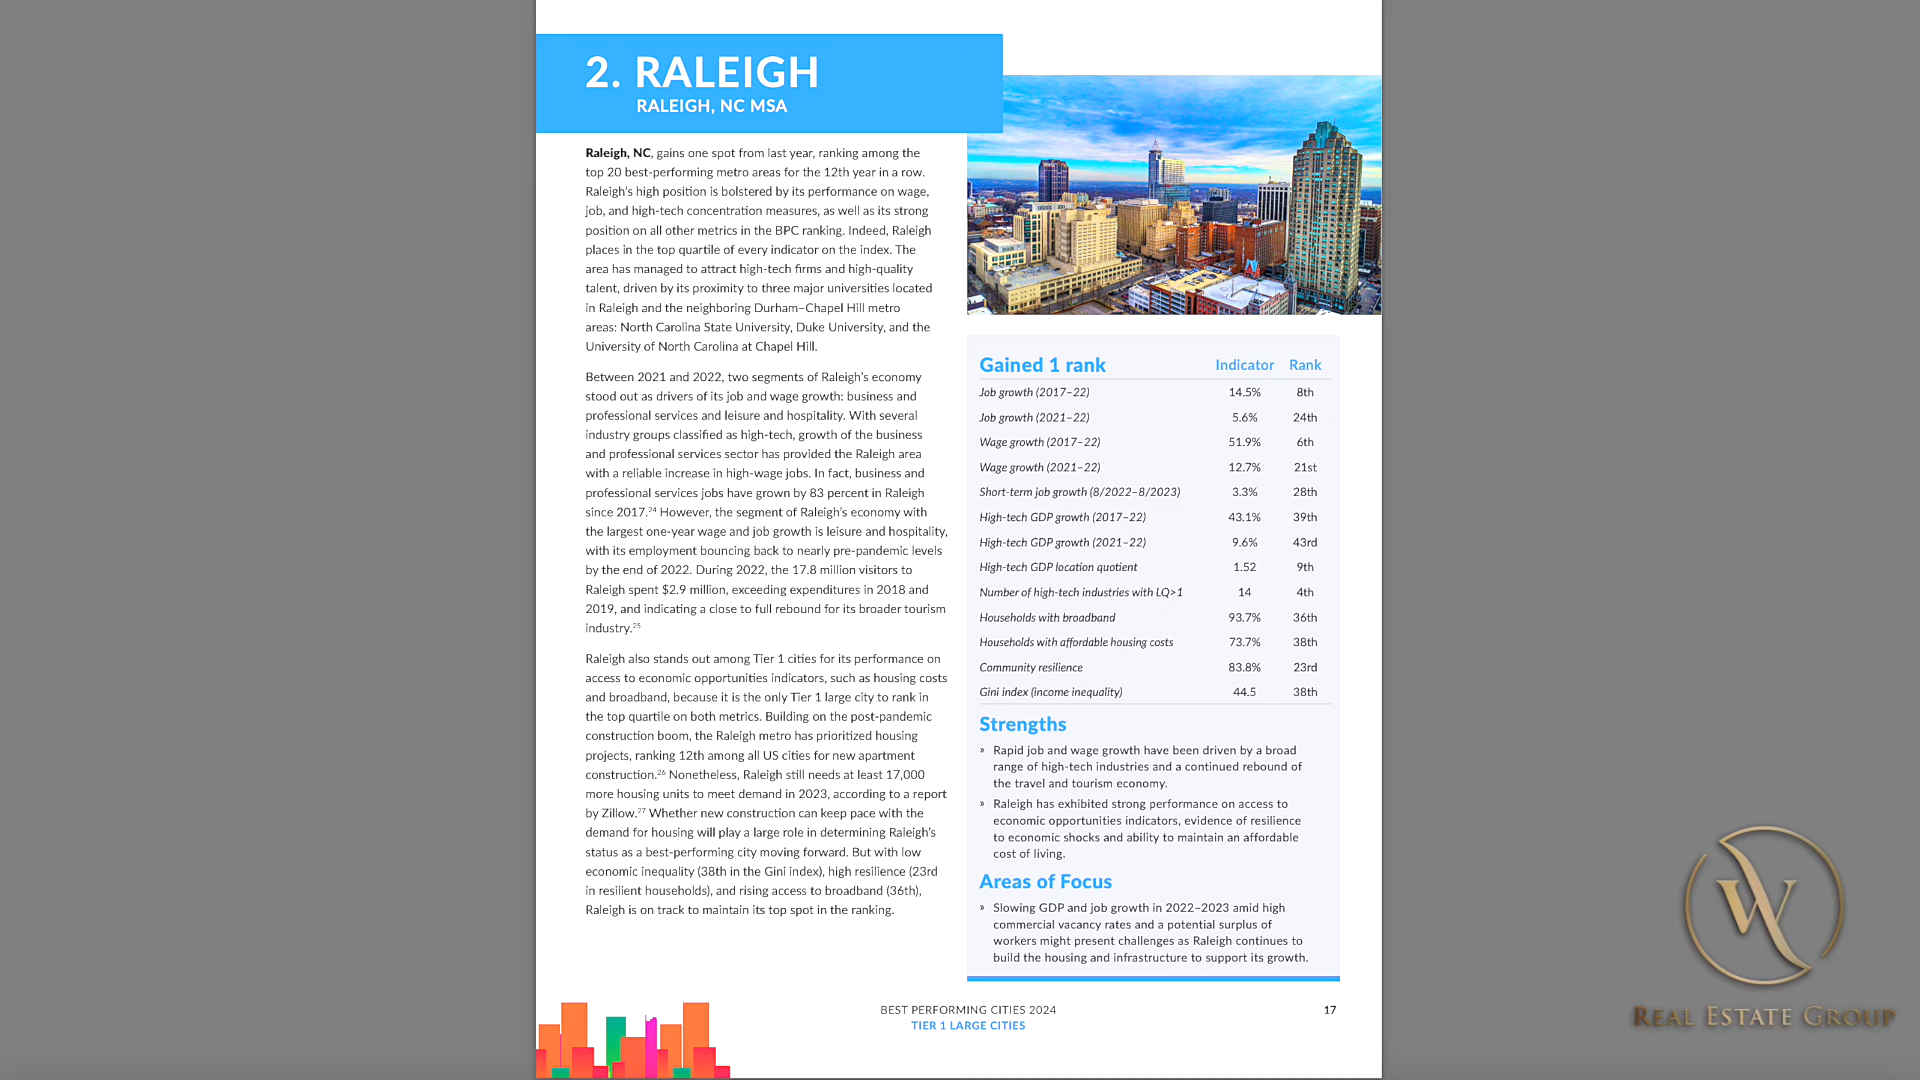 2. RALEIGH
RALEIGH, NC MSA
Raleigh, NC, gains one spot from last year, ranking among the
top 20 best-performing metro areas for the 12th year in a row.
Raleigh's high position is bolstered by its performance on wage,
job, and high-tech concentration measures, as well as its strong
position on all other metrics in the BPC ranking. Indeed, Raleigh
places in the top quartile of every indicator on the index. The
area has managed to attract high-tech firms and high-quality
talent, driven by its proximity to three major universities located
in Raleigh and the neighboring Durham–Chapel Hill metro
areas: North Carolina State University, Duke University, and the
University of North Carolina at Chapel Hill.
Between 2021 and 2022, two segments of Raleigh's economy
stood out as drivers of its job and wage growth: business and
professional services and leisure and hospitality. With several
industry groups classified as high-tech, growth of the business
and professional services sector has provided the Raleigh area
with a reliable increase in high-wage jobs. In fact, business and
professional services jobs have grown by 83 percent in Raleigh
since 2017.24 However, the segment of Raleigh's economy with
the largest one-year wage and job growth is leisure and hospitality,
with its employment bouncing back to nearly pre-pandemic levels
by the end of 2022. During 2022, the 17.8 million visitors to
Raleigh spent $2.9 million, exceeding expenditures in 2018 and
2019, and indicating a close to full rebound for its broader tourism
industry.25
Raleigh also stands out among Tier 1 cities for its performance on
access to economic opportunities indicators, such as housing costs
and broadband, because it is the only Tier 1 large city to rank in
the top quartile on both metrics. Building on the post-pandemic
construction boom, the Raleigh metro has prioritized housing
projects, ranking 12th among all US cities for new apartment
construction.26 Nonetheless, Raleigh still needs at least 17,000
more housing units to meet demand in 2023, according to a report
by Zillow.27 Whether new construction can keep pace with the
demand for housing will play a large role in determining Raleigh's
status as a best-performing city moving forward. But with low
economic inequality (38th in the Gini index), high resilience (23rd
in resilient households), and rising access to broadband (36th),
Raleigh is on track to maintain its top spot in the ranking.
Gained 1 rank Indicator Rank
Job growth (2017–22) 14.5% 8th
Job growth (2021–22) 5.6% 24th
Wage growth (2017–22) 51.9% 6th
Wage growth (2021–22) 12.7% 21st
Short-term job growth (8/2022–8/2023) 3.3% 28th
High-tech GDP growth (2017–22) 43.1% 39th
High-tech GDP growth (2021–22) 9.6% 43rd
High-tech GDP location quotient 1.52 9th
Number of high-tech industries with LQ>1 14 4th
Households with broadband 93.7% 36th
Households with affordable housing costs 73.7% 38th
Community resilience 83.8% 23rd
Gini index (income inequality) 44.5 38th
Strengths
» Rapid job and wage growth have been driven by a broad
range of high-tech industries and a continued rebound of
the travel and tourism economy.
» Raleigh has exhibited strong performance on access to
economic opportunities indicators, evidence of resilience
to economic shocks and ability to maintain an affordable
cost of living.
Areas of Focus
» Slowing GDP and job growth in 2022–2023 amid high
commercial vacancy rates and a potential surplus of
workers might present challenges as Raleigh continues to
build the housing and infrastructure to support its growth.
BEST PERFORMING CITIES 2024
TIER 1 LARGE CITIES
17
REAL ESTATE GROUP